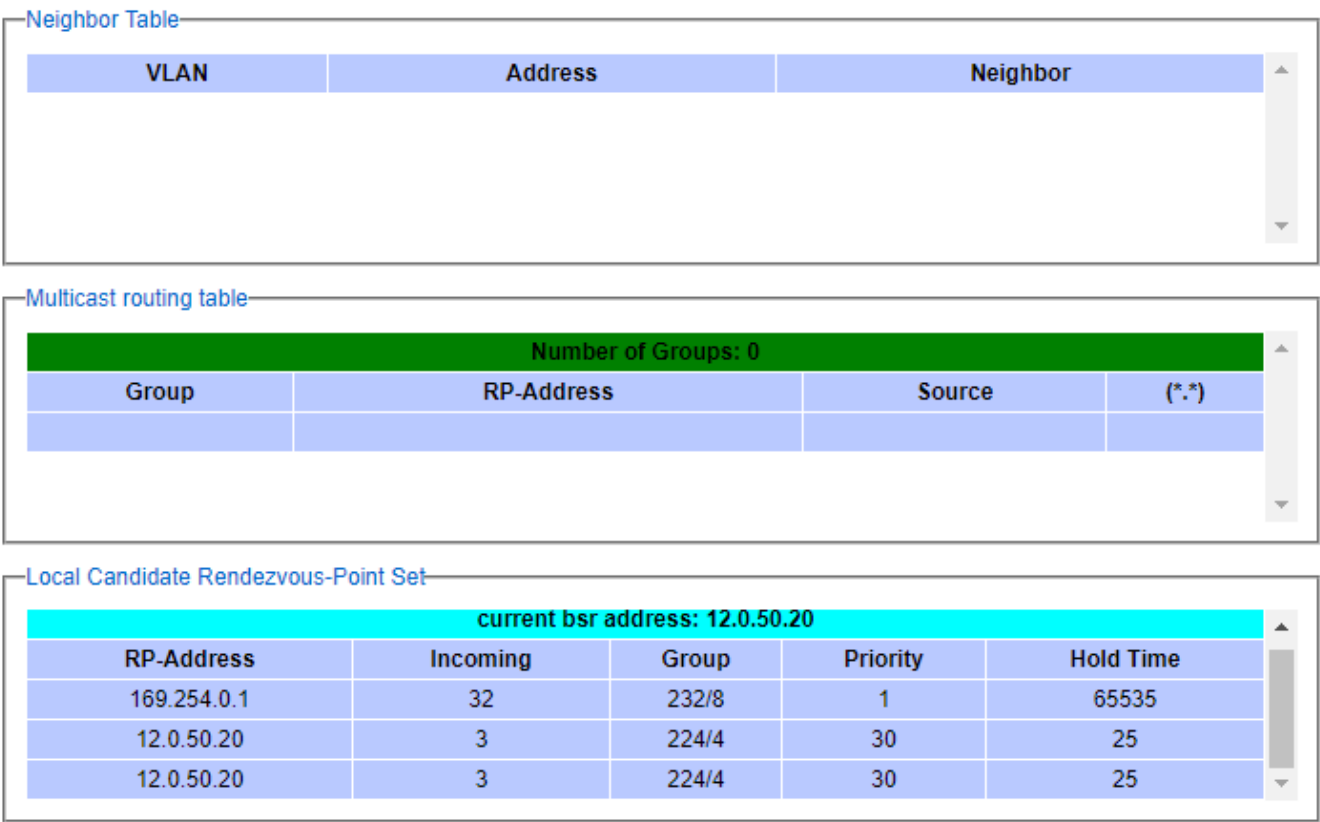 Neighbor Table
VLAN Address Neighbor
Multicast routing table
Number of Groups: 0
Group RP-Address Source (*.*)
Local Candidate Rendezvous-Point Set
current bsr address: 12.0.50.20
RP-Address Incoming Group Priority Hold Time
169.254.0.1 32 232/8 1 65535
12.0.50.20 3 224/4 30 25
12.0.50.20 3 224/4 30 25